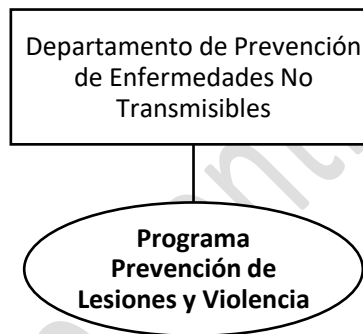 Departamento de Prevención
de Enfermedades No
Transmisibles
Programa
Prevención de
Lesiones y Violencia